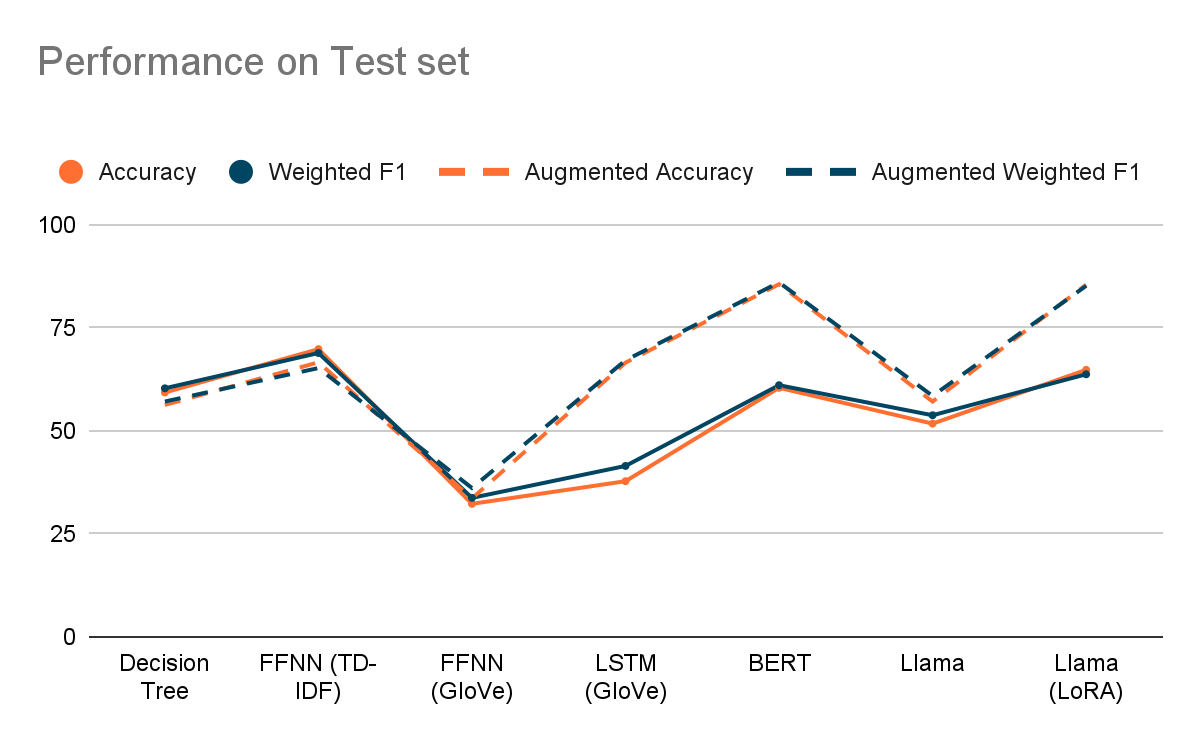 Performance on Test set
Accuracy Weighted F1 Augmented Accuracy Augmented Weighted F1
100
75
50
25
0
Decision
Tree
FFNN (TD-
IDF)
FFNN
(GloVe)
LSTM
(GloVe)
BERT
Llama
Llama
(LoRA)